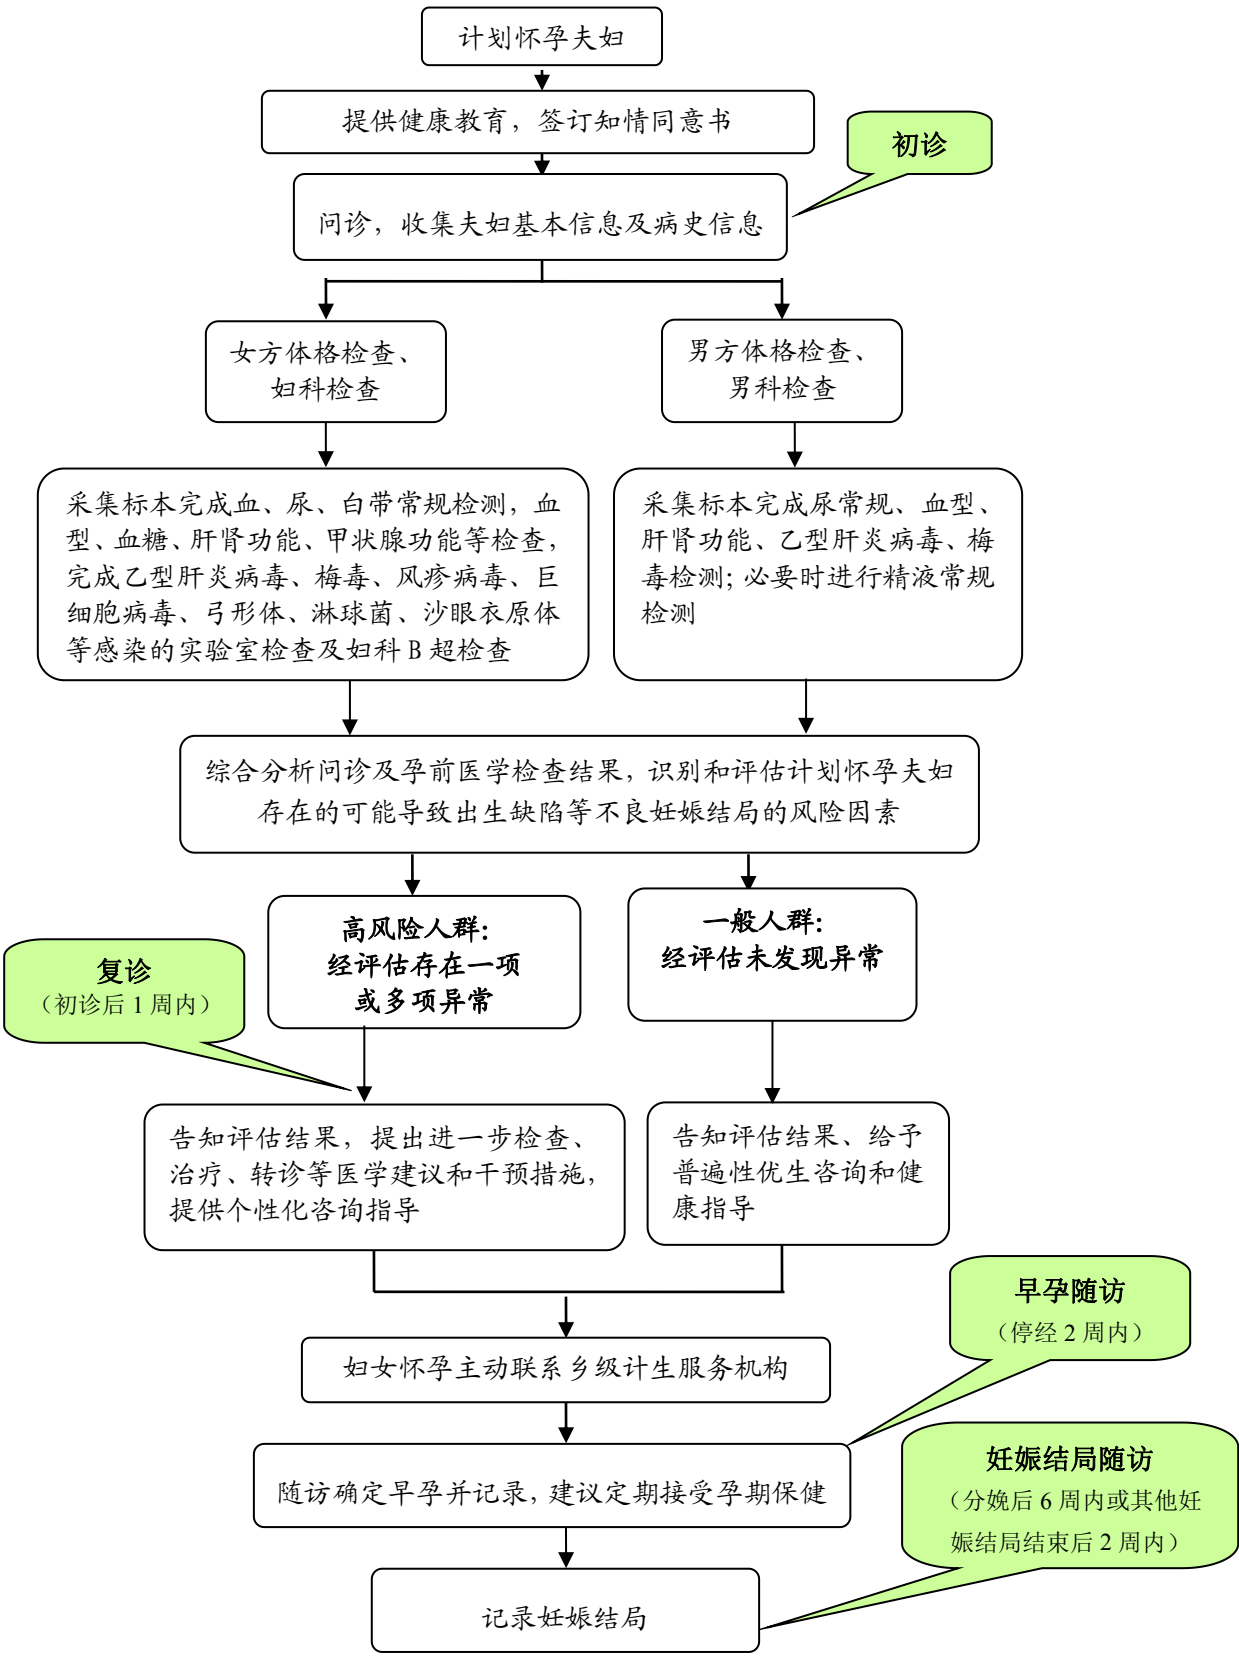 计划怀孕夫妇
提供健康教育，签订知情同意书
初诊
问诊，收集夫妇基本信息及病史信息
女方体格检查、
妇科检查
男方体格检查、
男科检查
采集标本完成血、尿、白带常规检测，血
型、血糖、肝肾功能、甲状腺功能等检查，
完成乙型肝炎病毒、梅毒、风疹病毒、巨
细胞病毒、弓形体、淋球菌、沙眼衣原体
等感染的实验室检查及妇科 B 超检查
采集标本完成尿常规、血型、
肝肾功能、乙型肝炎病毒、梅
毒检测；必要时进行精液常规
检测
综合分析问诊及孕前医学检查结果，识别和评估计划怀孕夫妇
存在的可能导致出生缺陷等不良妊娠结局的风险因素
高风险人群：
经评估存在一项
或多项异常
一般人群：
经评估未发现异常
复诊
（初诊后 1 周内）
告知评估结果，提出进一步检查、
治疗、转诊等医学建议和干预措施，
提供个性化咨询指导
告知评估结果、给予
普遍性优生咨询和健
康指导
早孕随访
（停经 2 周内）
妇女怀孕主动联系乡级计生服务机构
随访确定早孕并记录，建议定期接受孕期保健
妊娠结局随访
（分娩后 6 周内或其他妊
娠结局结束后 2 周内）
记录妊娠结局